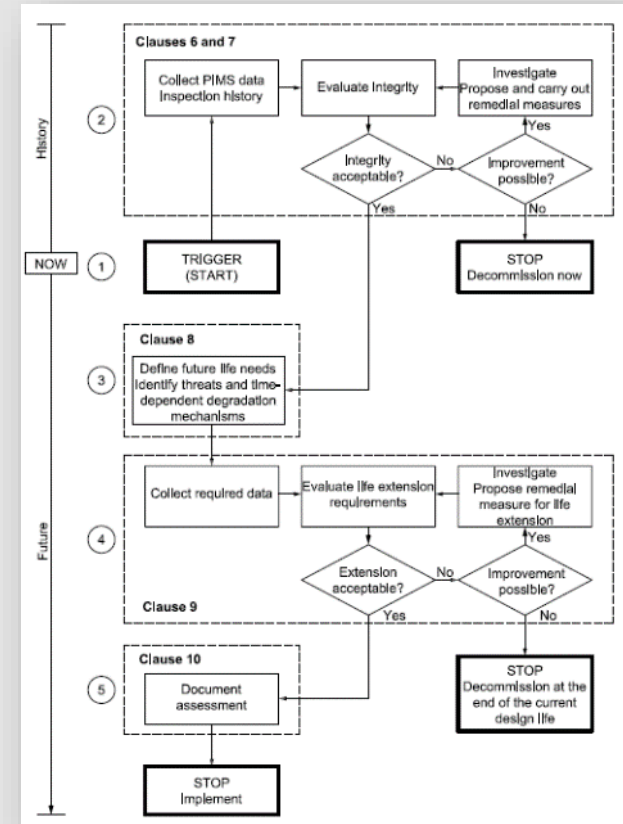 Clauses 6 and 7
Collect PIMS data
Inspection history
Evaluate Integrity
Investigate
Propose and carry out
remedial measures
Yes
2
History
Integrity
acceptable?
No
Improvement
possible?
Yes
No
NOW
1
TRIGGER
(START)
STOP
Decommission now
Clause 8
3
Define future life needs
Identify threats and time-
dependent degradation
mechanisms
Future
4
Collect required data
Evaluate life extension
requirements
Investigate
Propose remedial
measure for life
extension
Yes
Extension
acceptable?
No
Improvement
possible?
Clause 9
Yes
No
Clause 10
5
Document
assessment
STOP
Decommission at the
end of the current
design life
STOP
Implement